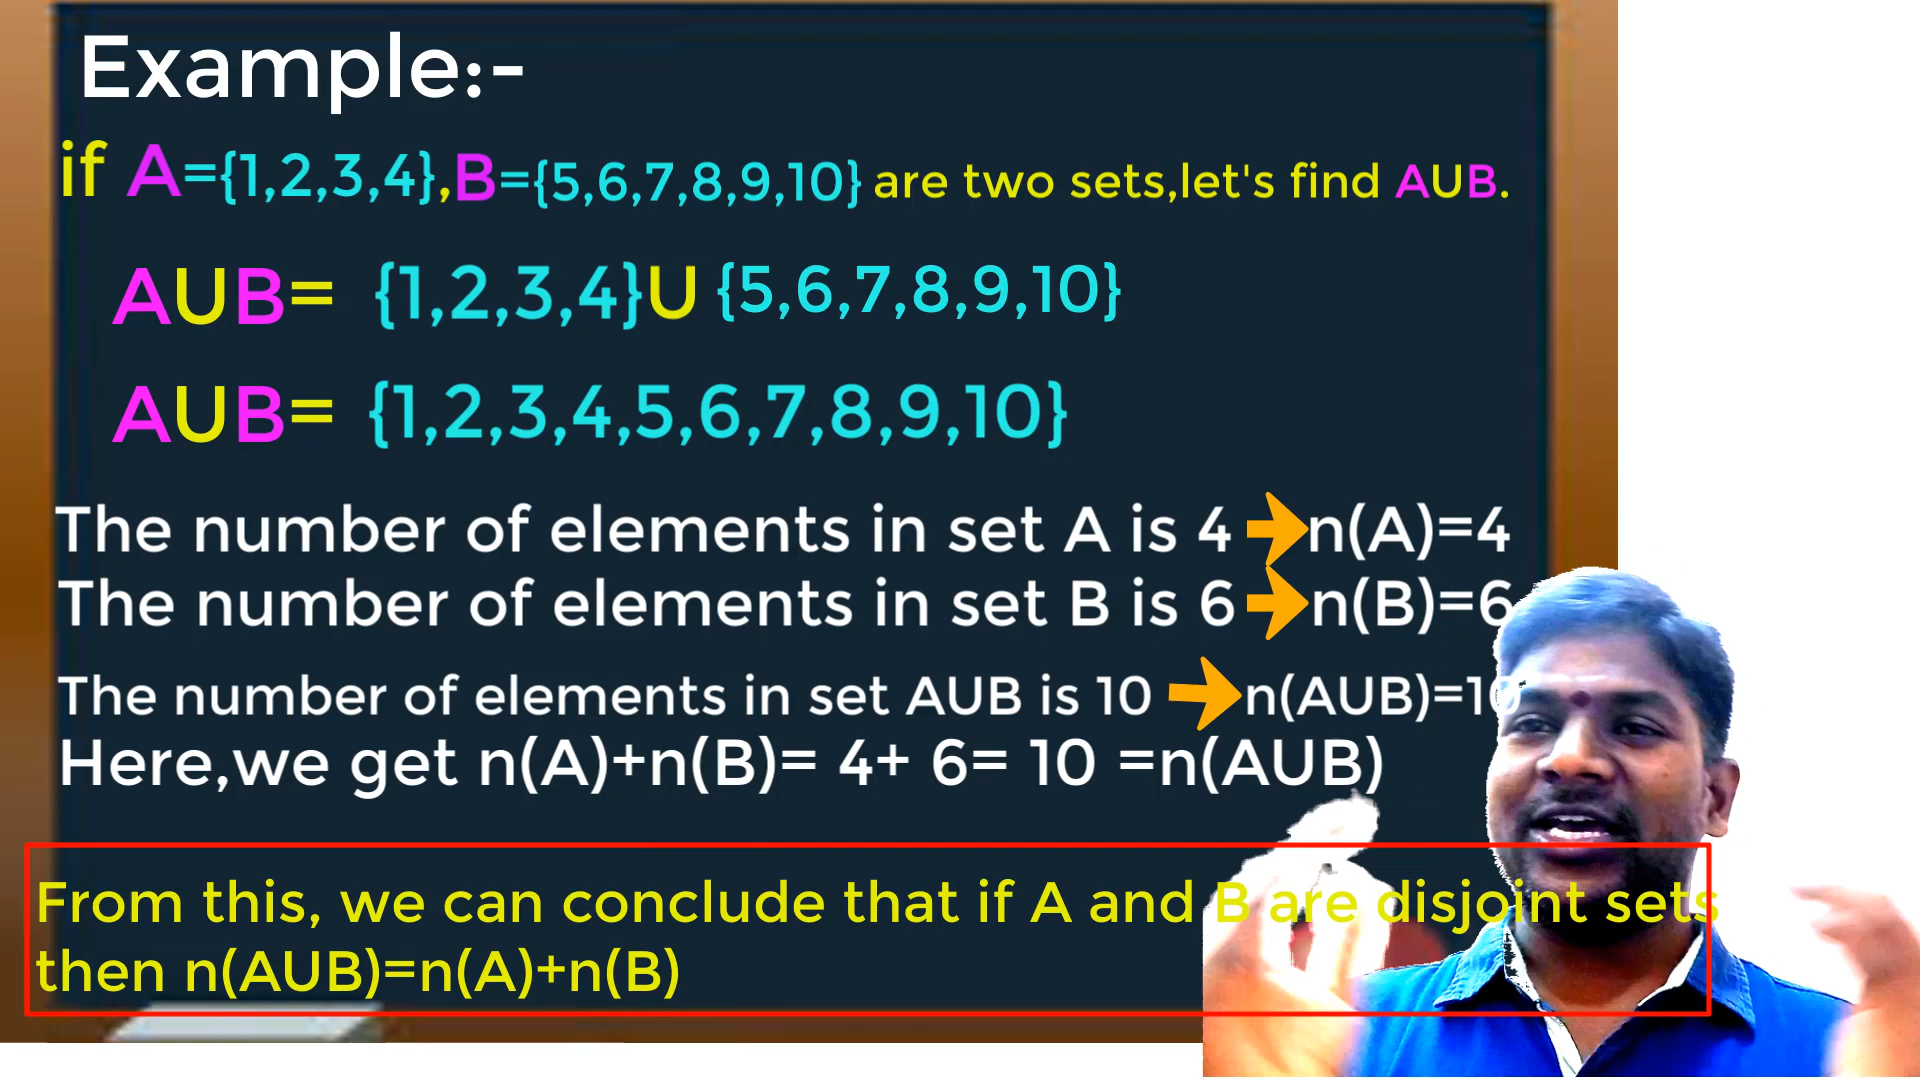 Example:-
if A={1,2,3,4},B={5,6,7,8,9,10} are two sets,let's find AUB.
AUB= {1,2,3,4}U {5,6,7,8,9,10}
AUB= {1,2,3,4,5,6,7,8,9,10}
The number of elements in set A is 4 ➔n(A)=4
The number of elements in set B is 6 ➔n(B)=6
The number of elements in set AUB is 10 ➔n(AUB)=10
Here,we get n(A)+n(B)= 4+ 6= 10 =n(AUB)
From this, we can conclude that if A and B are disjoint sets
then n(AUB)=n(A)+n(B)